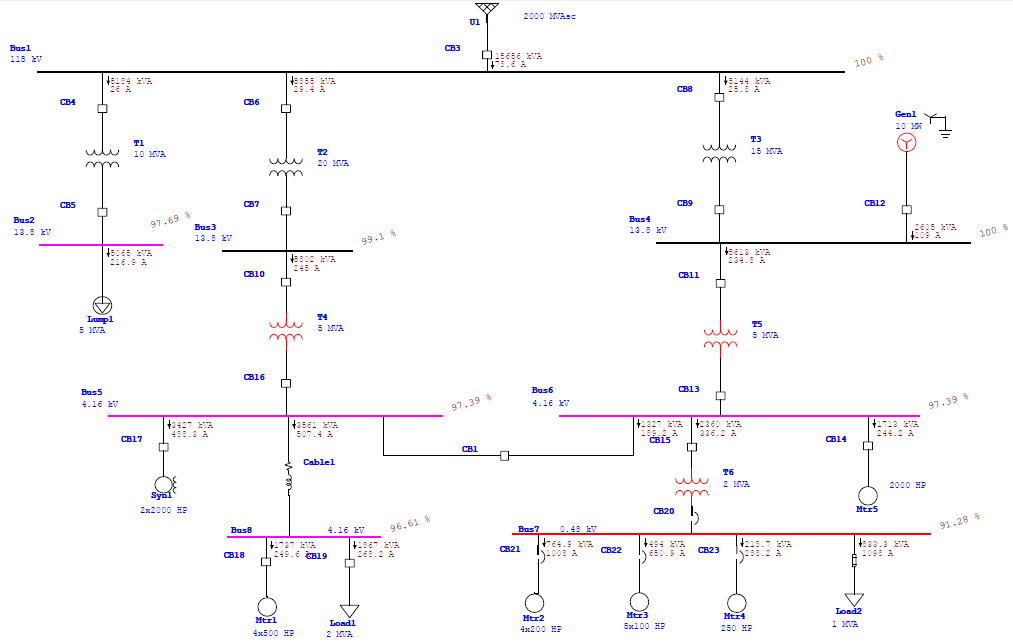 U1
2000 MVAsc
CB3
15656 kVA
78.6 A
Bus1
115 kV
100 %
5184 kVA
26 A
5855 kVA
29.4 A
5144 kVA
25.8 A
CB4
CB6
CB8
Gen1
10 MW
T1
10 MVA
T2
20 MVA
T3
15 MVA
CB5
CB7
CB9
CB12
Bus2
13.8 kV
97.69 %
Bus3
13.8 kV
99.1 %
Bus4
13.8 kV
2605 kVA
109 A
100 %
5065 kVA
216.9 A
5802 kVA
245 A
5613 kVA
234.8 A
CB10
CB11
Lump1
5 MVA
T4
5 MVA
T5
5 MVA
CB16
CB13
Bus5
4.16 kV
97.39 %
Bus6
4.16 kV
97.39 %
3427 kVA
488.3 A
3561 kVA
507.4 A
1327 kVA
189.2 A
2360 kVA
336.2 A
1713 kVA
244.2 A
CB17
CB1
CB15
CB14
Cable1
T6
2 MVA
Syn1
2x2000 HP
2000 HP
Mtr5
CB20
Bus8
4.16 kV
96.61 %
Bus7
0.48 kV
91.28 %
1737 kVA
249.6 A
1867 kVA
268.2 A
764.9 kVA
1008 A
494 kVA
650.9 A
218.7 kVA
288.2 A
833.3 kVA
1098 A
CB18
CB19
CB21
CB22
CB23
Mtr1
4x500 HP
Load1
2 MVA
Mtr2
4x200 HP
Mtr3
5x100 HP
Mtr4
250 HP
Load2
1 MVA